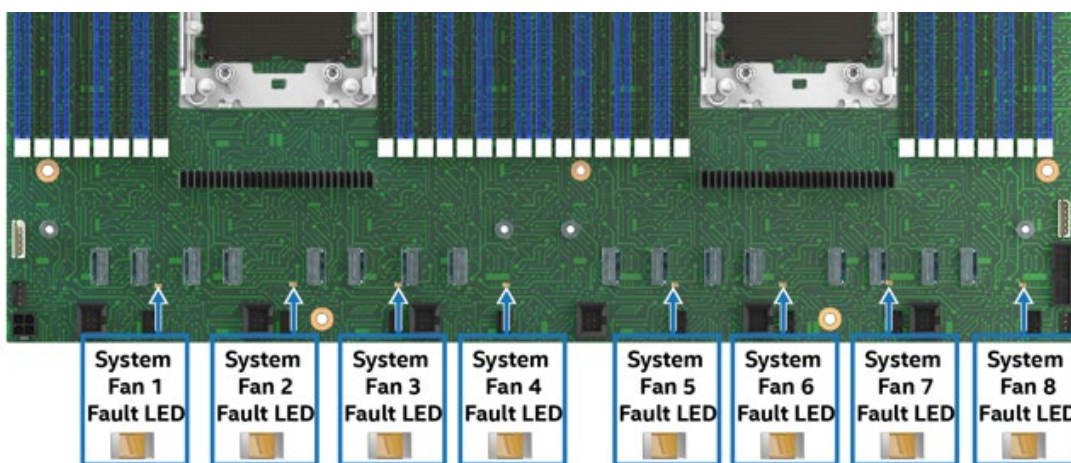 System
Fan 1
Fault LED
System
Fan 2
Fault LED
System
Fan 3
Fault LED
System
Fan 4
Fault LED
System
Fan 5
Fault LED
System
Fan 6
Fault LED
System
Fan 7
Fault LED
System
Fan 8
Fault LED